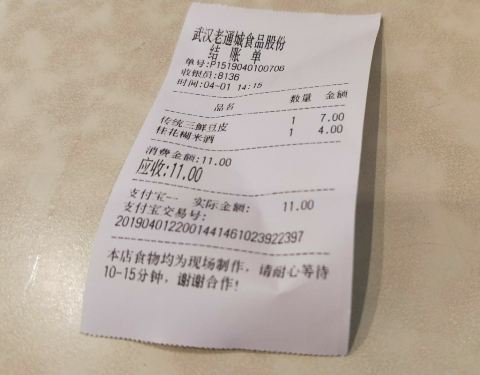 武汉老通城食品股份
结 账 单
单号:P1519040100706
收银员:8136
时间:04-01 14:15
品名 数量 金额
传统三鲜豆皮 1 7.00
桂花糊米酒 1 4.00
消费金额:11.00
应收:11.00
支付宝一 实际金额: 11.00
支付宝交易号:
2019040122001441461023922397
本店食物均为现场制作，请耐心等待
10-15分钟，谢谢合作!